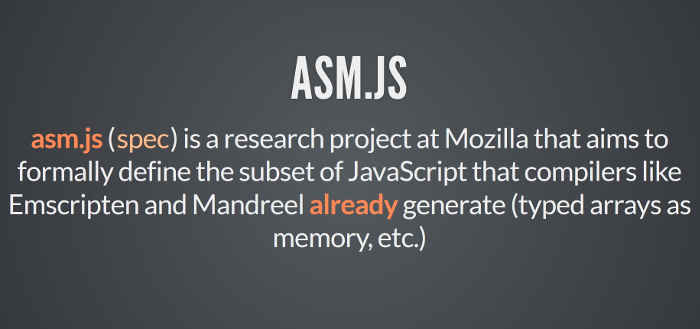 ASM.JS
asm.js (spec) is a research project at Mozilla that aims to
formally define the subset of JavaScript that compilers like
Emscripten and Mandreel already generate (typed arrays as
memory, etc.)